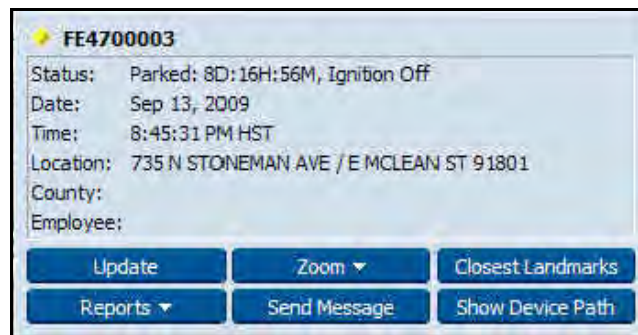 FE4700003
Status: Parked: 8D:16H:56M, Ignition Off
Date: Sep 13, 2009
Time: 8:45:31 PM HST
Location: 735 N STONEMAN AVE / E MCLEAN ST 91801
County:
Employee:
Update Zoom Closest Landmarks
Reports Send Message Show Device Path